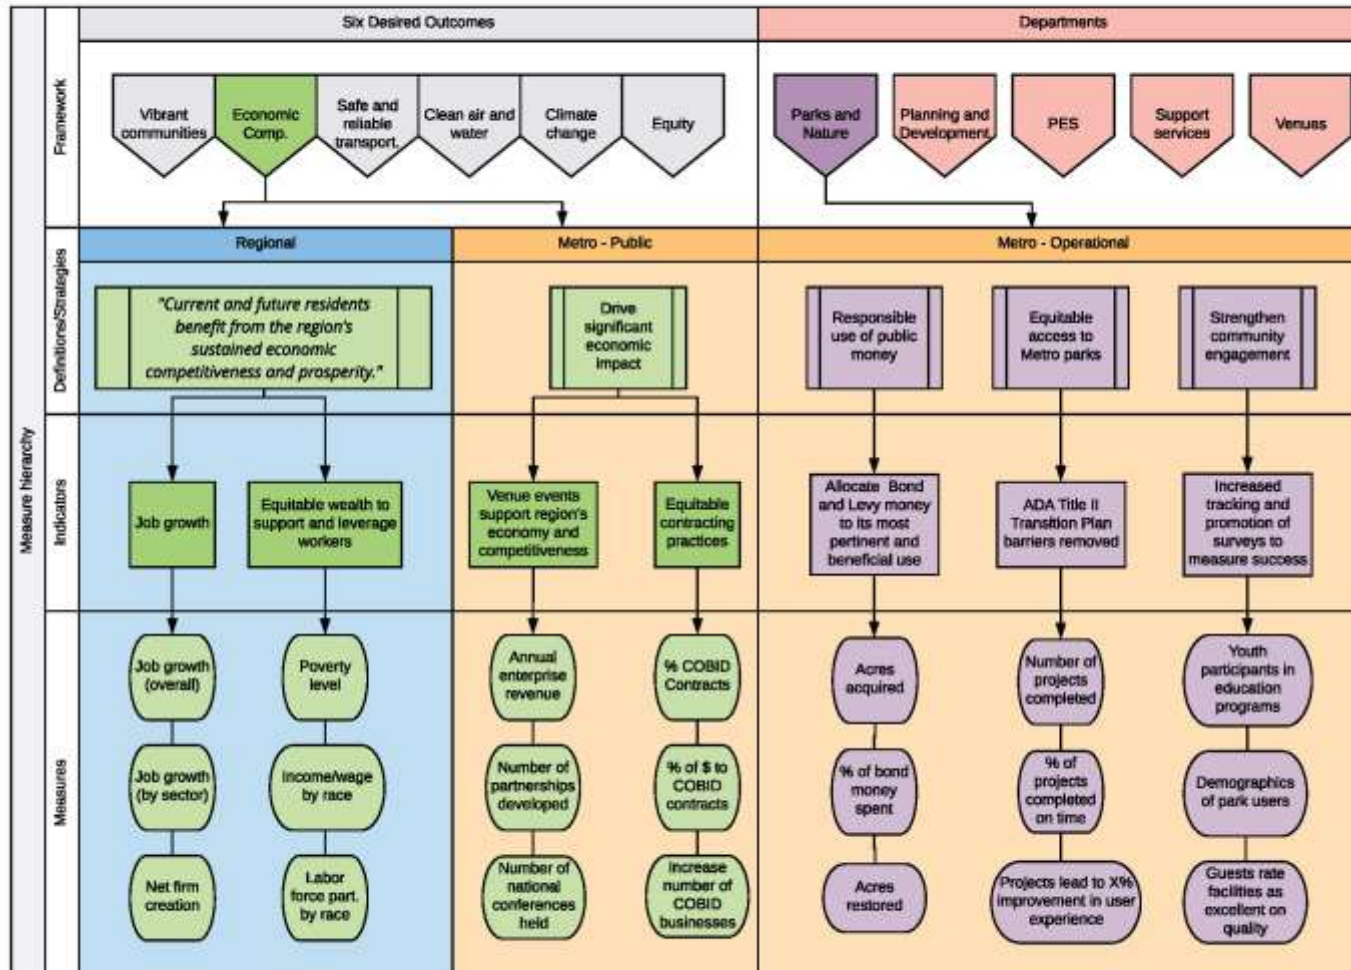 Six Desired Outcomes
Departments
Measure hierarchy
Framework
Vibrant
communities
Economic
Comp.
Safe and
reliable
transport.
Clean air and
water
Climate
change
Equity
Parks and
Nature
Planning and
Development
PES
Support
services
Venues
Definitions/Strategies
Regional
Metro - Public
Metro - Operational
"Current and future residents
benefit from the region's
sustained economic
competitiveness and prosperity."
Drive
significant
economic
impact
Responsible
use of public
money
Equitable
access to
Metro parks
Strengthen
community
engagement
Indicators
Job growth
Equitable wealth to
support and leverage
workers
Venue events
support region's
economy and
competitiveness
Equitable
contracting
practices
Allocate Bond
and Levy money
to its most
pertinent and
beneficial use
ADA Title II
Transition Plan
barriers removed
Increased
tracking and
promotion of
surveys to
measure success
Measures
Job growth
(overall)
Poverty
level
Annual
enterprise
revenue
% COBID
Contracts
Acres
acquired
Number of
projects
completed
Youth
participants in
education
programs
Job growth
(by sector)
Income/wage
by race
Number of
partnerships
developed
% of $ to
COBID
contracts
% of bond
money
spent
% of
projects
completed
on time
Demographics
of park users
Net firm
creation
Labor
force part.
by race
Number of
national
conferences
held
Increase
number of
COBID
businesses
Acres
restored
Projects lead to X%
improvement in user
experience
Guests rate
facilities as
excellent on
quality